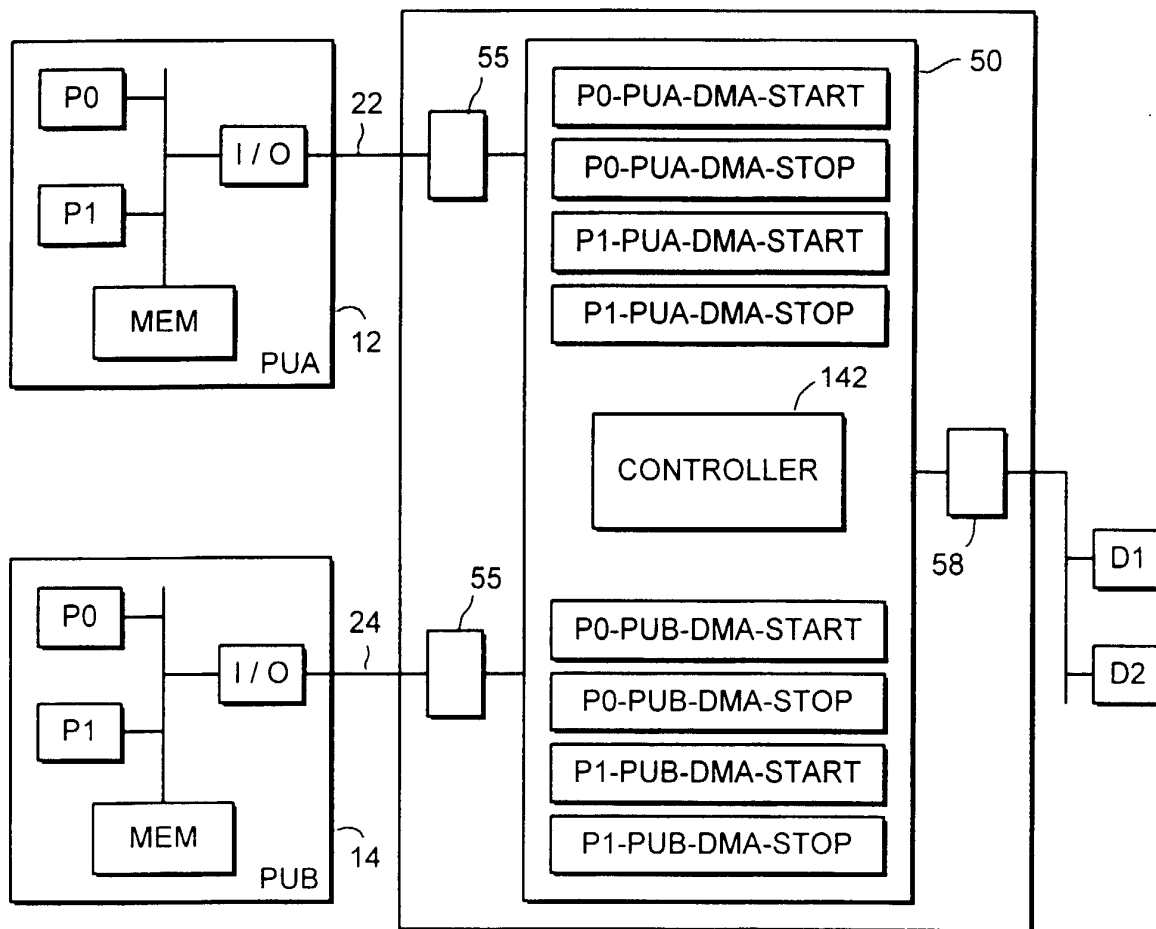 P0
P1
I / O
MEM
PUA
12
22
55
50
P0-PUA-DMA-START
P0-PUA-DMA-STOP
P1-PUA-DMA-START
P1-PUA-DMA-STOP
142
CONTROLLER
58
D1
D2
P0
P1
I / O
MEM
PUB
14
24
55
P0-PUB-DMA-START
P0-PUB-DMA-STOP
P1-PUB-DMA-START
P1-PUB-DMA-STOP